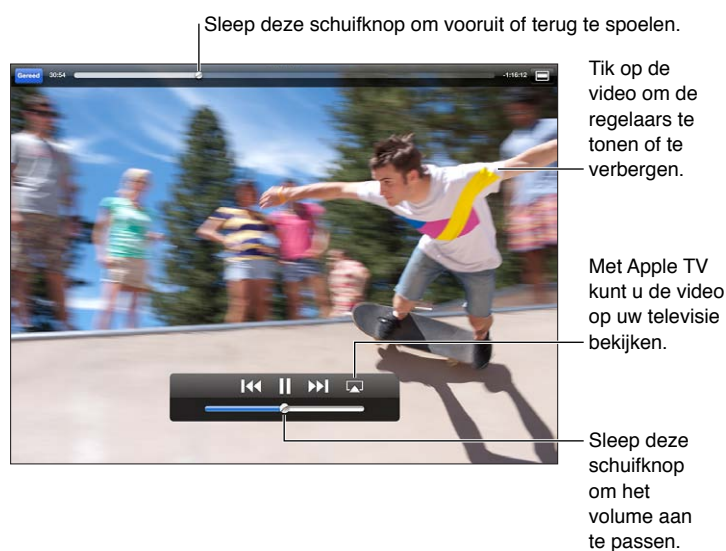 Sleep deze schuifknop om vooruit of terug te spoelen.
Gereed 30:54 -1:16:12
Tik op de
video om de
regelaars te
tonen of te
verbergen.
Met Apple TV
kunt u de video
op uw televisie
bekijken.
Sleep deze
schuifknop
om het
volume aan
te passen.